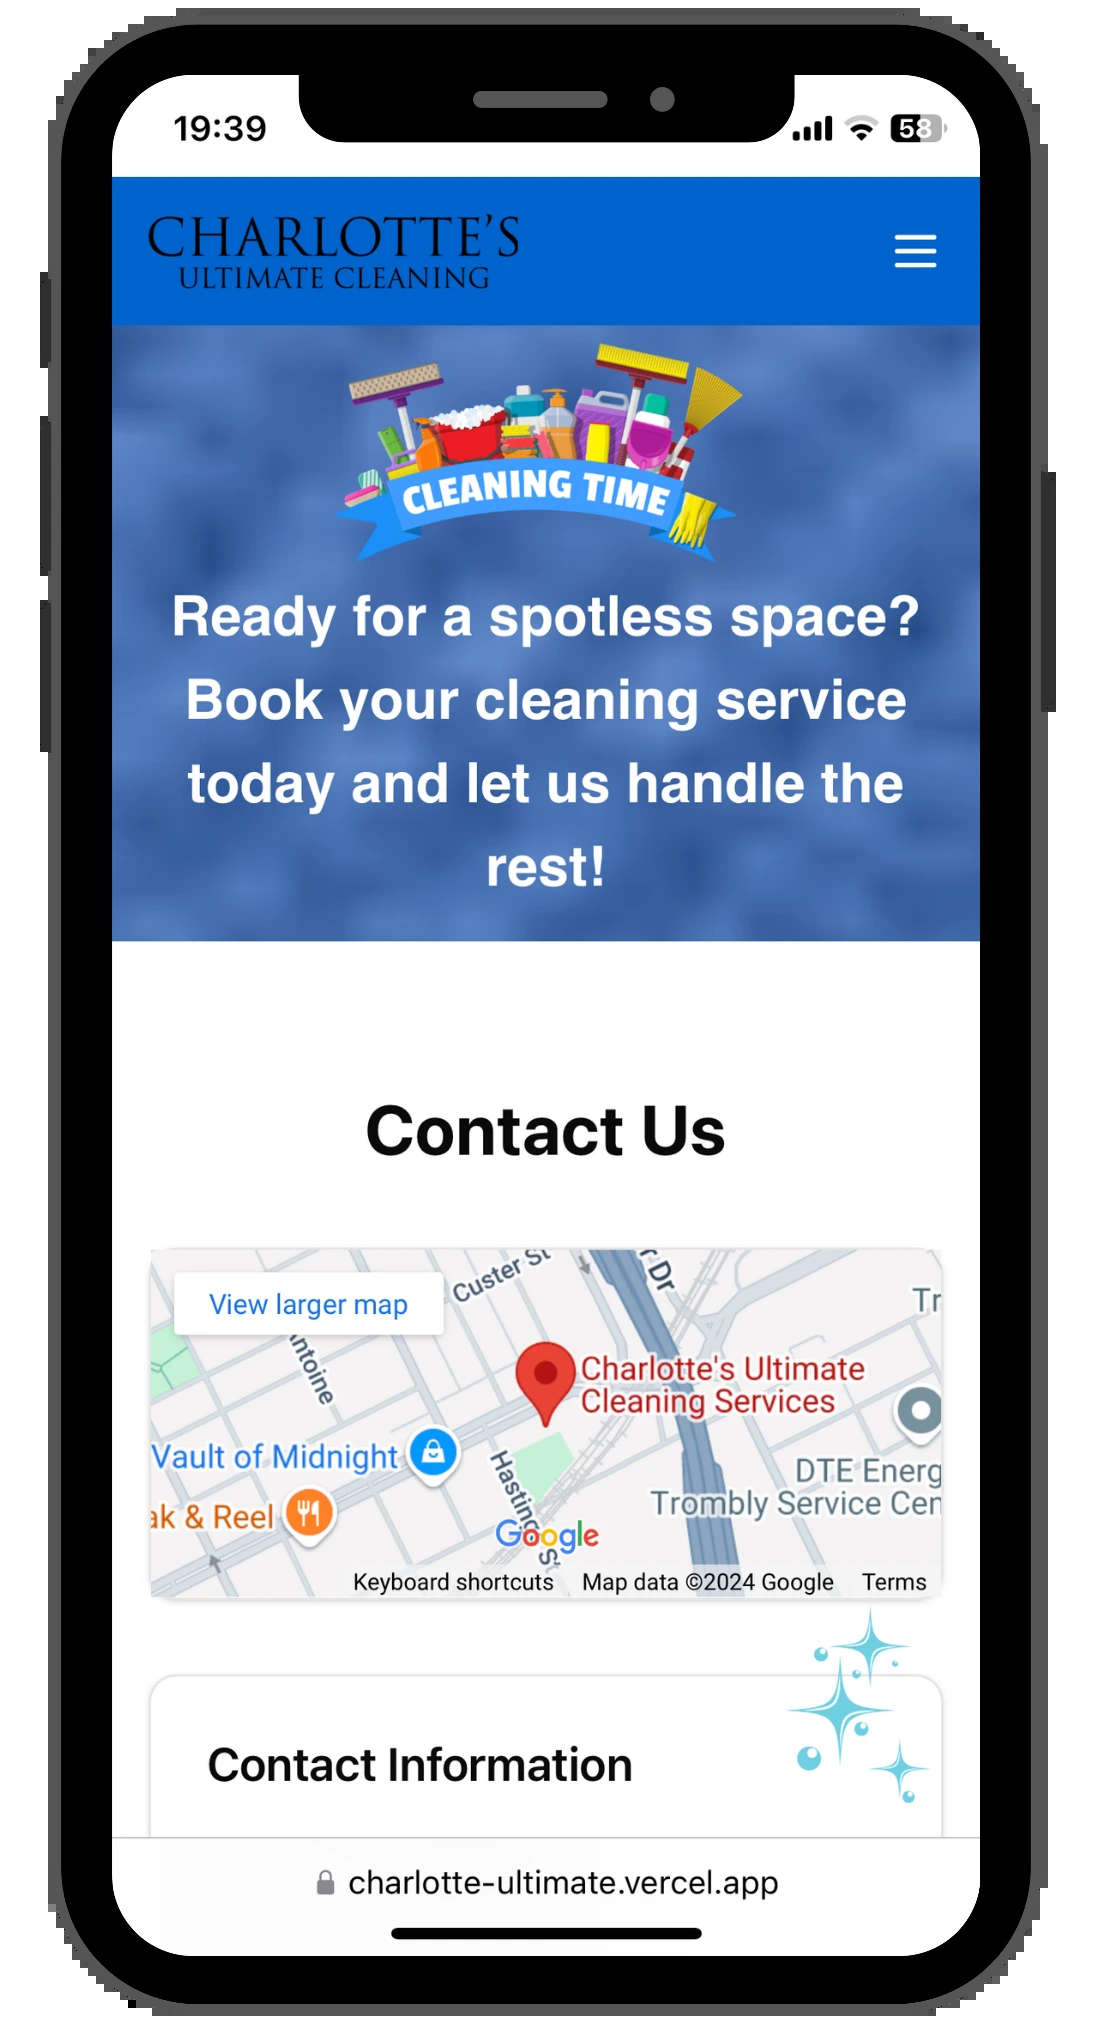 19:39
58
CHARLOTTE'S
ULTIMATE CLEANING
CLEANING TIME
Ready for a spotless space?
Book your cleaning service
today and let us handle the
rest!
Contact Us
View larger map
Custer St
r Dr
Tr
ntoine
Charlotte's Ultimate
Cleaning Services
Vault of Midnight
Hastings St
DTE Energ
Trombly Service Cen
ak & Reel
Google
Keyboard shortcuts
Map data ©2024 Google
Terms
Contact Information
charlotte-ultimate.vercel.app